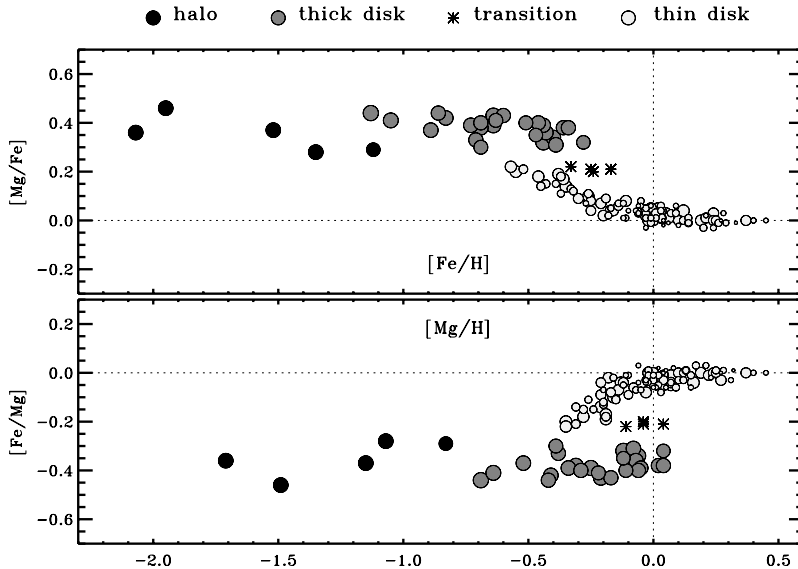 halo thick disk transition thin disk
0.6
0.4
0.2
0.0
−0.2
[Mg/Fe]
[Fe/H]
[Mg/H]
0.2
0.0
−0.2
−0.4
−0.6
[Fe/Mg]
−2.0 −1.5 −1.0 −0.5 0.0 0.5